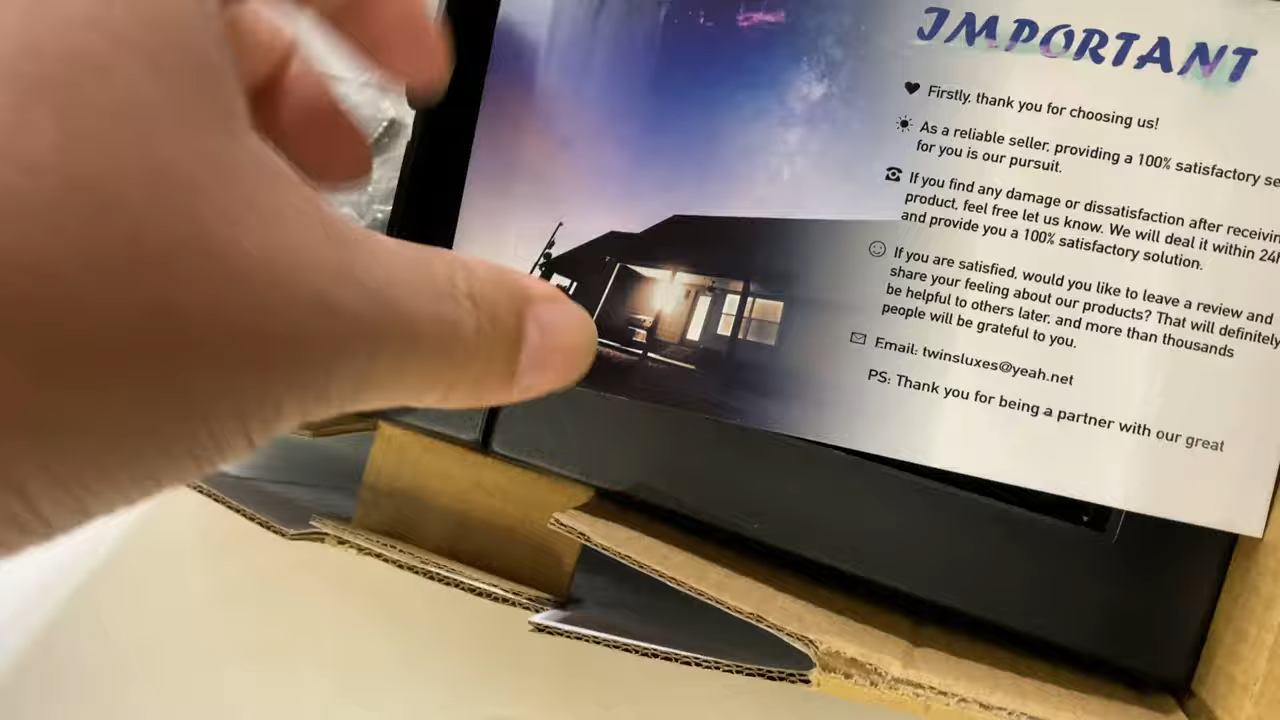 IMPORTANT
Firstly, thank you for choosing us!
As a reliable seller, providing a 100% satisfactory
for you is our pursuit.
If you find any damage or dissatisfaction after
product, feel free let us know. We will deal it within
and provide you a 100% satisfactory solution.
If you are satisfied, would you like to leave a review and
share your feeling about our products? That will definitely
be helpful to others later, and more than thousands
people will be grateful to you.
Email: twinsluxes@yeah.net
PS: Thank you for being a partner with our great